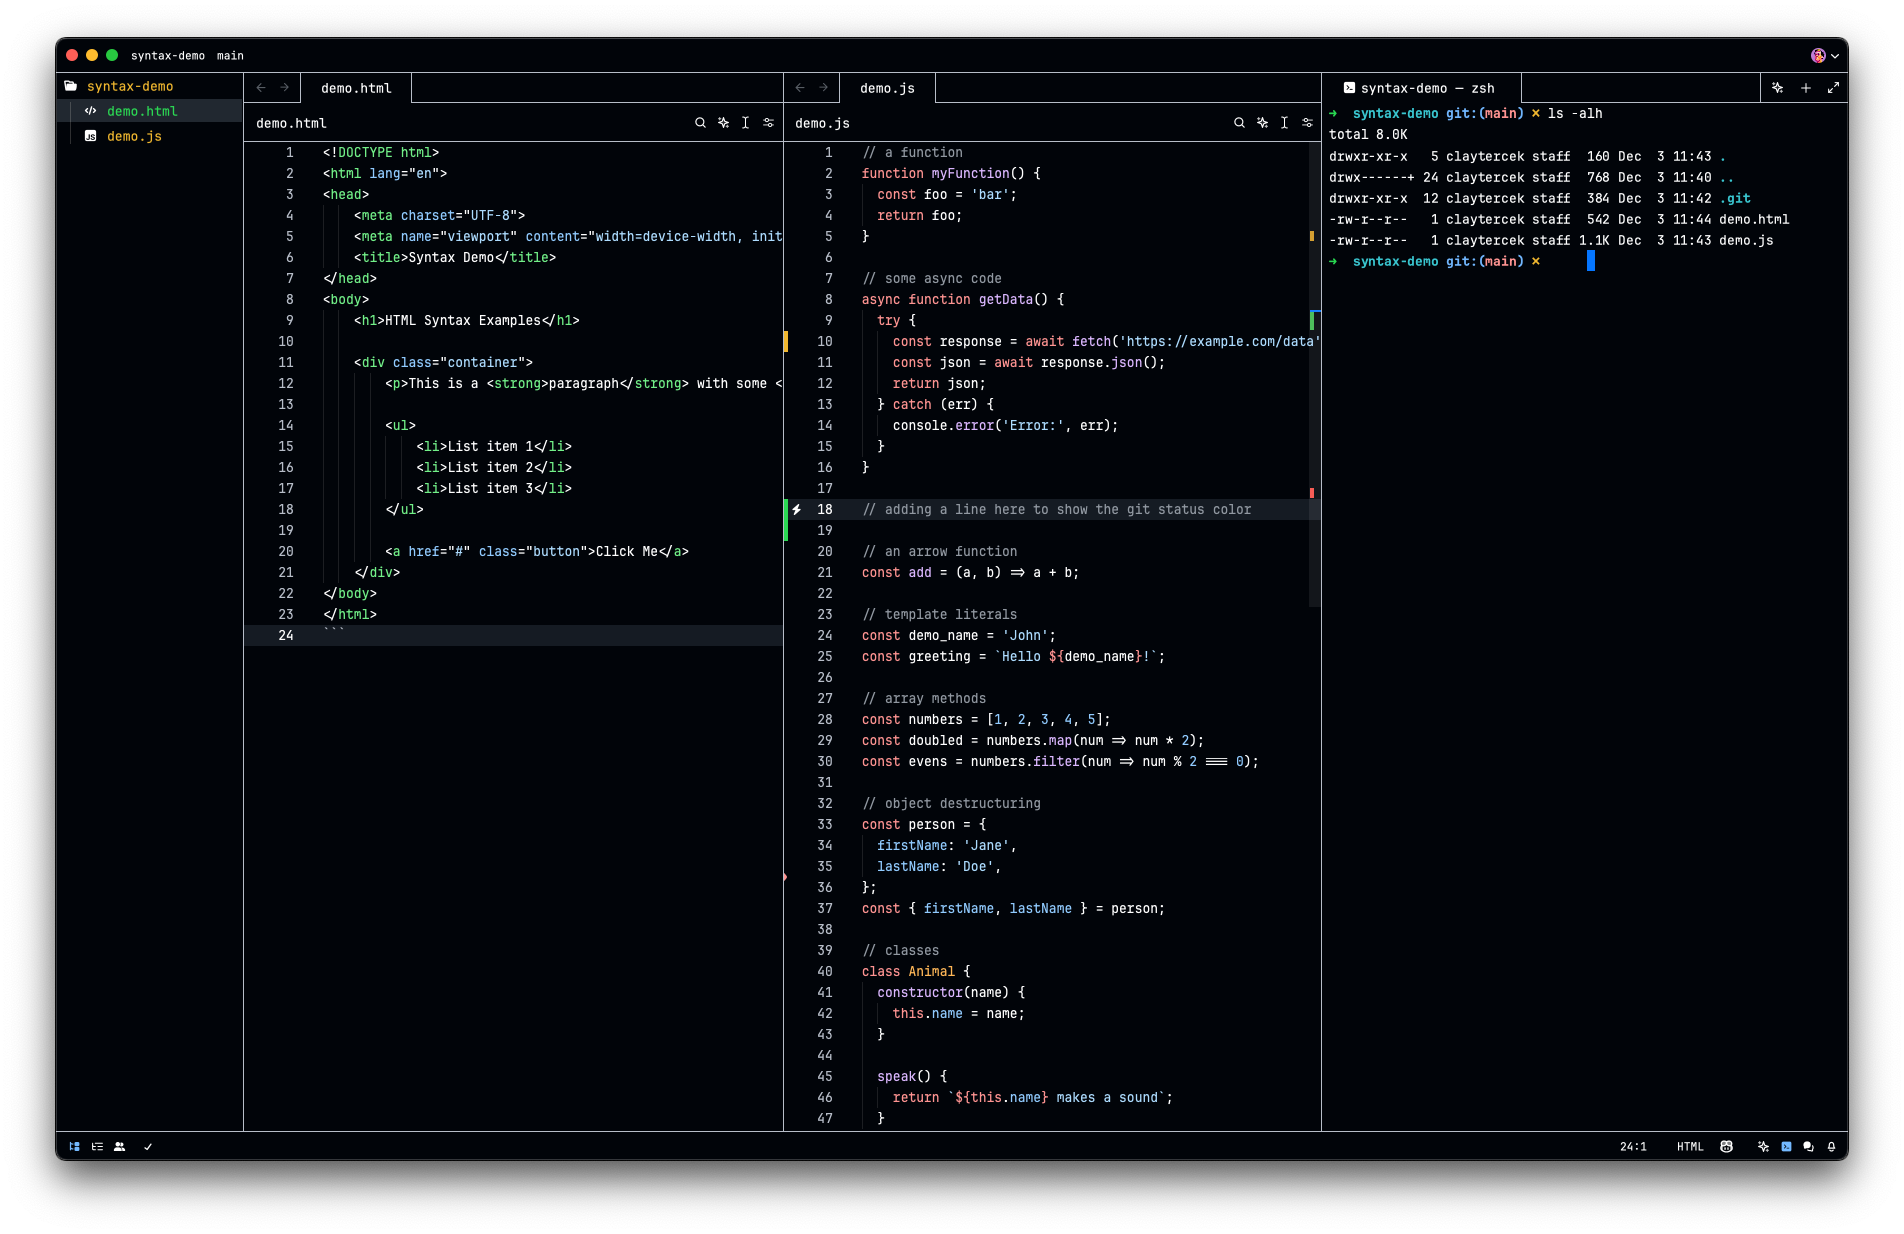 syntax-demo main
syntax-demo
demo.html
demo.js
demo.html
demo.html
1 <!DOCTYPE html>
2 <html lang="en">
3 <head>
4 <meta charset="UTF-8">
5 <meta name="viewport" content="width=device-width, init
6 <title>Syntax Demo</title>
7 </head>
8 <body>
9 <h1>HTML Syntax Examples</h1>
10
11 <div class="container">
12 <p>This is a <strong>paragraph</strong> with some <
13
14 <ul>
15 <li>List item 1</li>
16 <li>List item 2</li>
17 <li>List item 3</li>
18 </ul>
19
20 <a href="#" class="button">Click Me</a>
21 </div>
22 </body>
23 </html>
24 ```
demo.js
demo.js
1 // a function
2 function myFunction() {
3 const foo = 'bar';
4 return foo;
5 }
6
7 // some async code
8 async function getData() {
9 try {
10 const response = await fetch('https://example.com/data'
11 const json = await response.json();
12 return json;
13 } catch (err) {
14 console.error('Error:', err);
15 }
16 }
17
18 // adding a line here to show the git status color
19
20 // an arrow function
21 const add = (a, b) => a + b;
22
23 // template literals
24 const demo_name = 'John';
25 const greeting = `Hello ${demo_name}!`;
26
27 // array methods
28 const numbers = [1, 2, 3, 4, 5];
29 const doubled = numbers.map(num => num * 2);
30 const evens = numbers.filter(num => num % 2 === 0);
31
32 // object destructuring
33 const person = {
34 firstName: 'Jane',
35 lastName: 'Doe',
36 };
37 const { firstName, lastName } = person;
38
39 // classes
40 class Animal {
41 constructor(name) {
42 this.name = name;
43 }
44
45 speak() {
46 return `${this.name} makes a sound`;
47 }
syntax-demo — zsh
➜ syntax-demo git:(main) ✗ ls -alh
total 8.0K
drwxr-xr-x 5 claytercek staff 160 Dec 3 11:43 .
drwx------+ 24 claytercek staff 768 Dec 3 11:40 ..
drwxr-xr-x 12 claytercek staff 384 Dec 3 11:42 .git
-rw-r--r-- 1 claytercek staff 542 Dec 3 11:44 demo.html
-rw-r--r-- 1 claytercek staff 1.1K Dec 3 11:43 demo.js
➜ syntax-demo git:(main) ✗
24:1 HTML